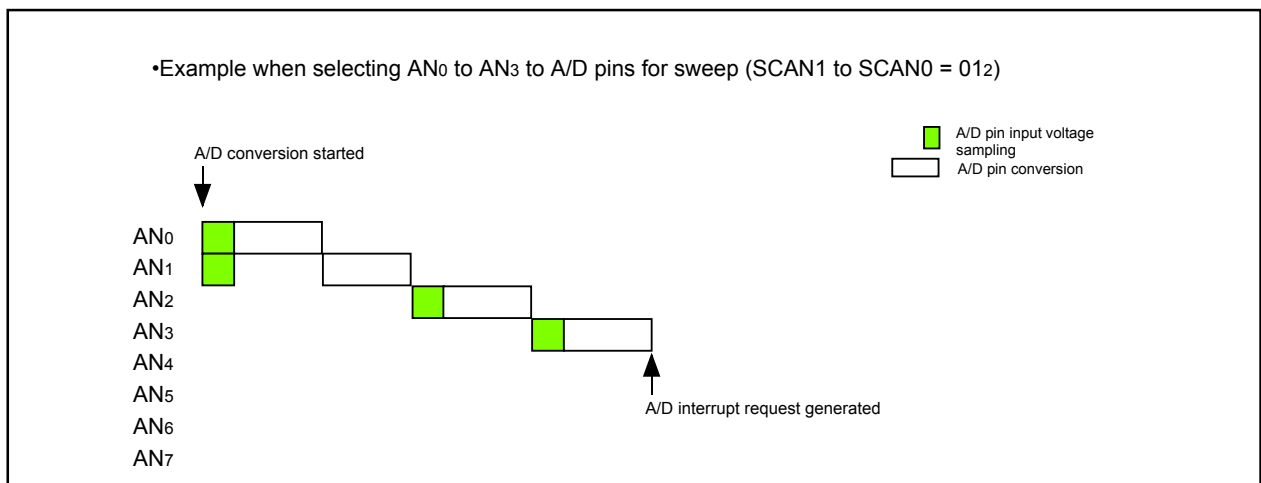 •Example when selecting AN0 to AN3 to A/D pins for sweep (SCAN1 to SCAN0 = 012)
A/D pin input voltage
sampling
A/D pin conversion
A/D conversion started
AN0
AN1
AN2
AN3
AN4
AN5
AN6
AN7
A/D interrupt request generated